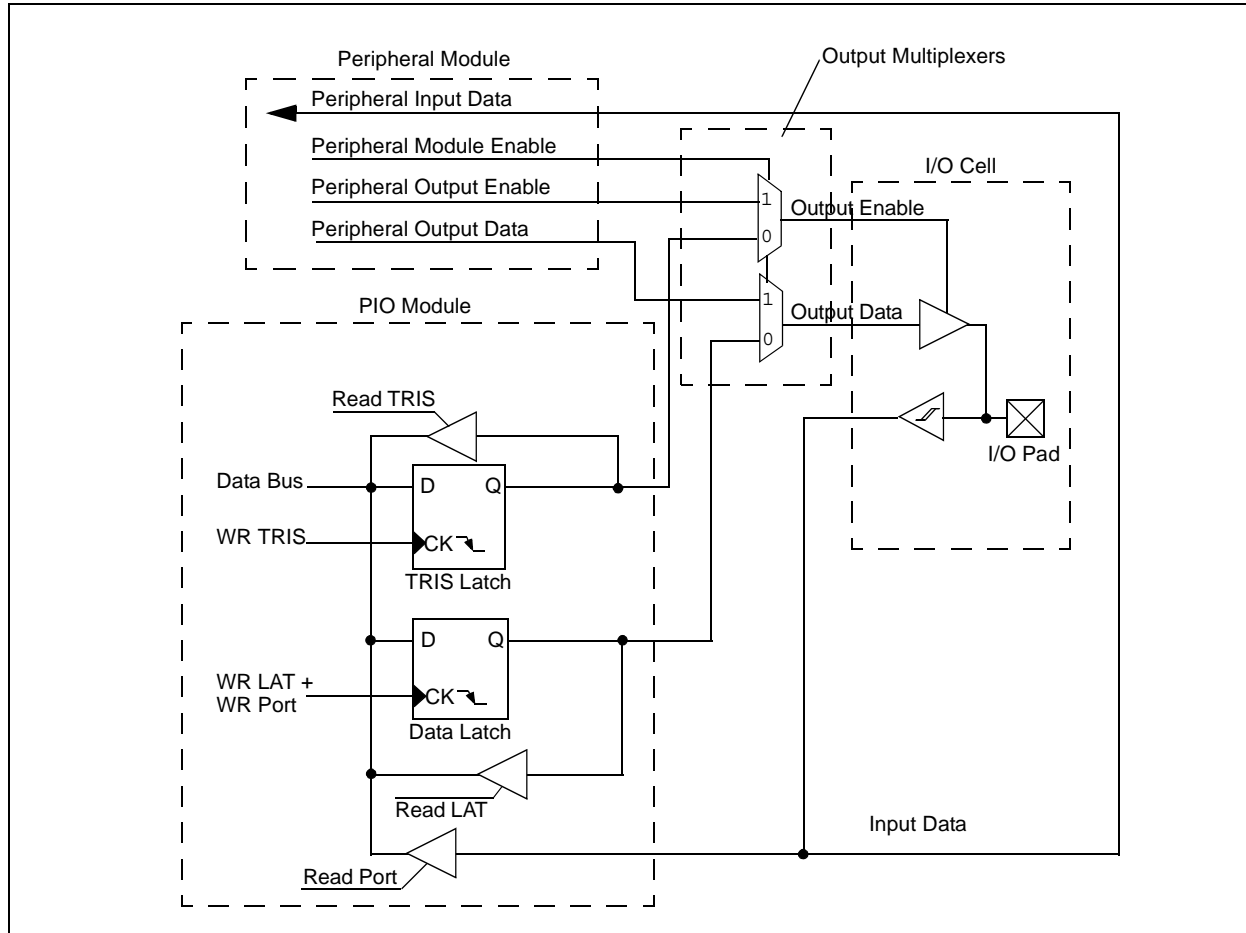 Peripheral Module
Output Multiplexers
Peripheral Input Data
Peripheral Module Enable
I/O Cell
Peripheral Output Enable
1
Output Enable
Peripheral Output Data
0
1
PIO Module
Output Data
0
Read TRIS
I/O Pad
Data Bus
D
Q
WR TRIS
CK
TRIS Latch
D
Q
WR LAT +
WR Port
CK
Data Latch
Read LAT
Input Data
Read Port